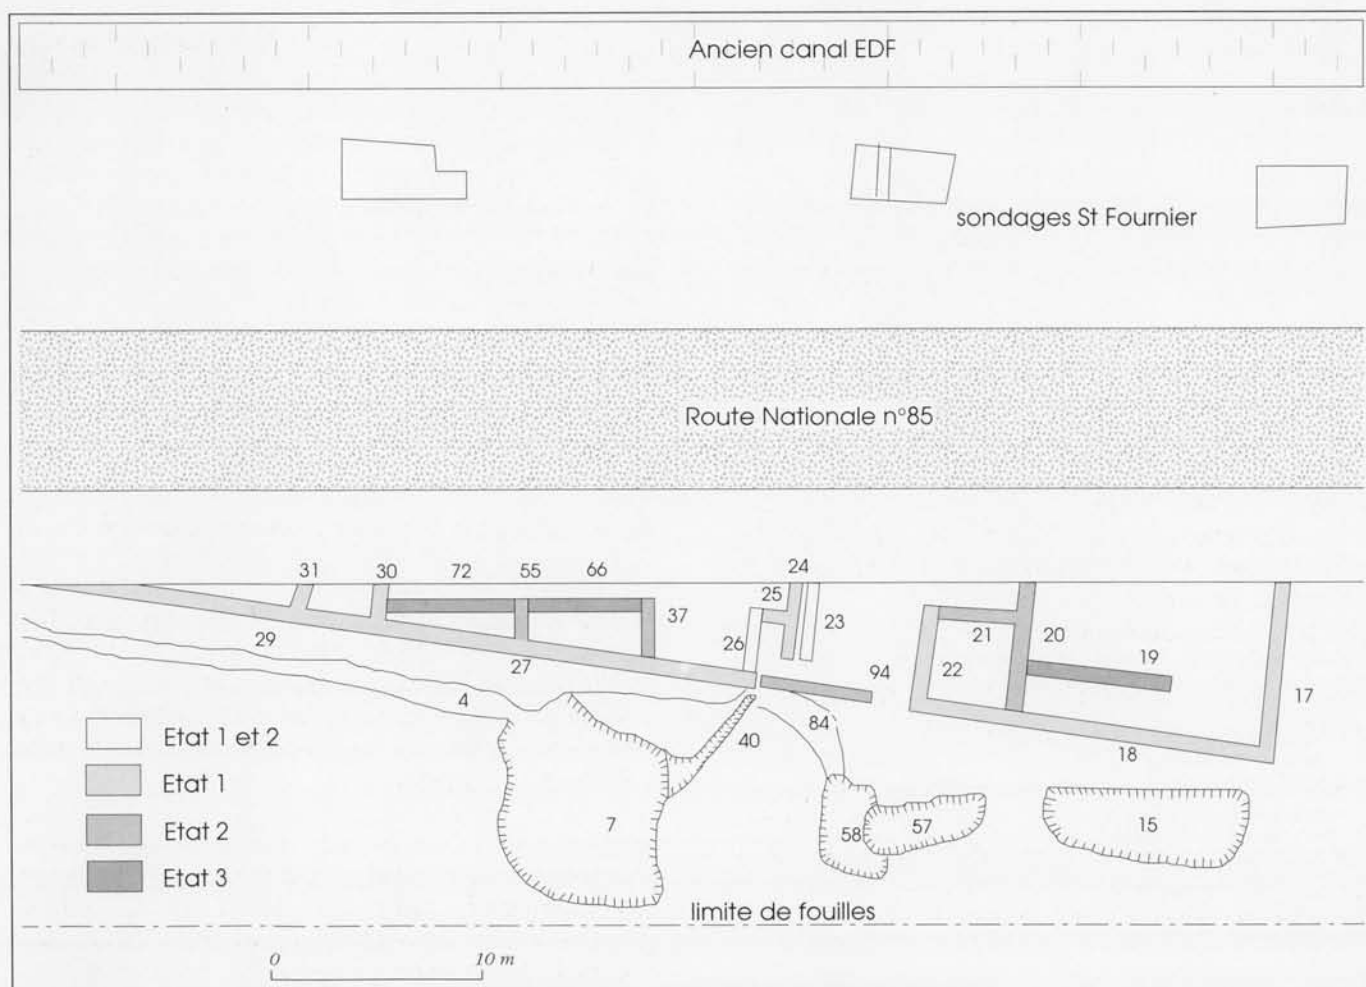 Ancien canal EDF
sondages St Fournier
Route Nationale n°85
31 30 72 55 66 24
25
37 26 23
29 27 94 21 20 19
22
4 84 17
40 18
7 58 57 15
Etat 1 et 2
Etat 1
Etat 2
Etat 3
limite de fouilles
0 10 m